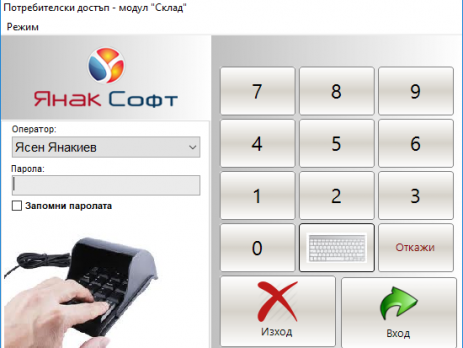 Потребителски достъп - модул "Склад"
Режим
Янак Софт
Оператор:
Ясен Янакиев
Парола:
Запомни паролата
7 8 9
4 5 6
1 2 3
0 Откажи
Изход Вход